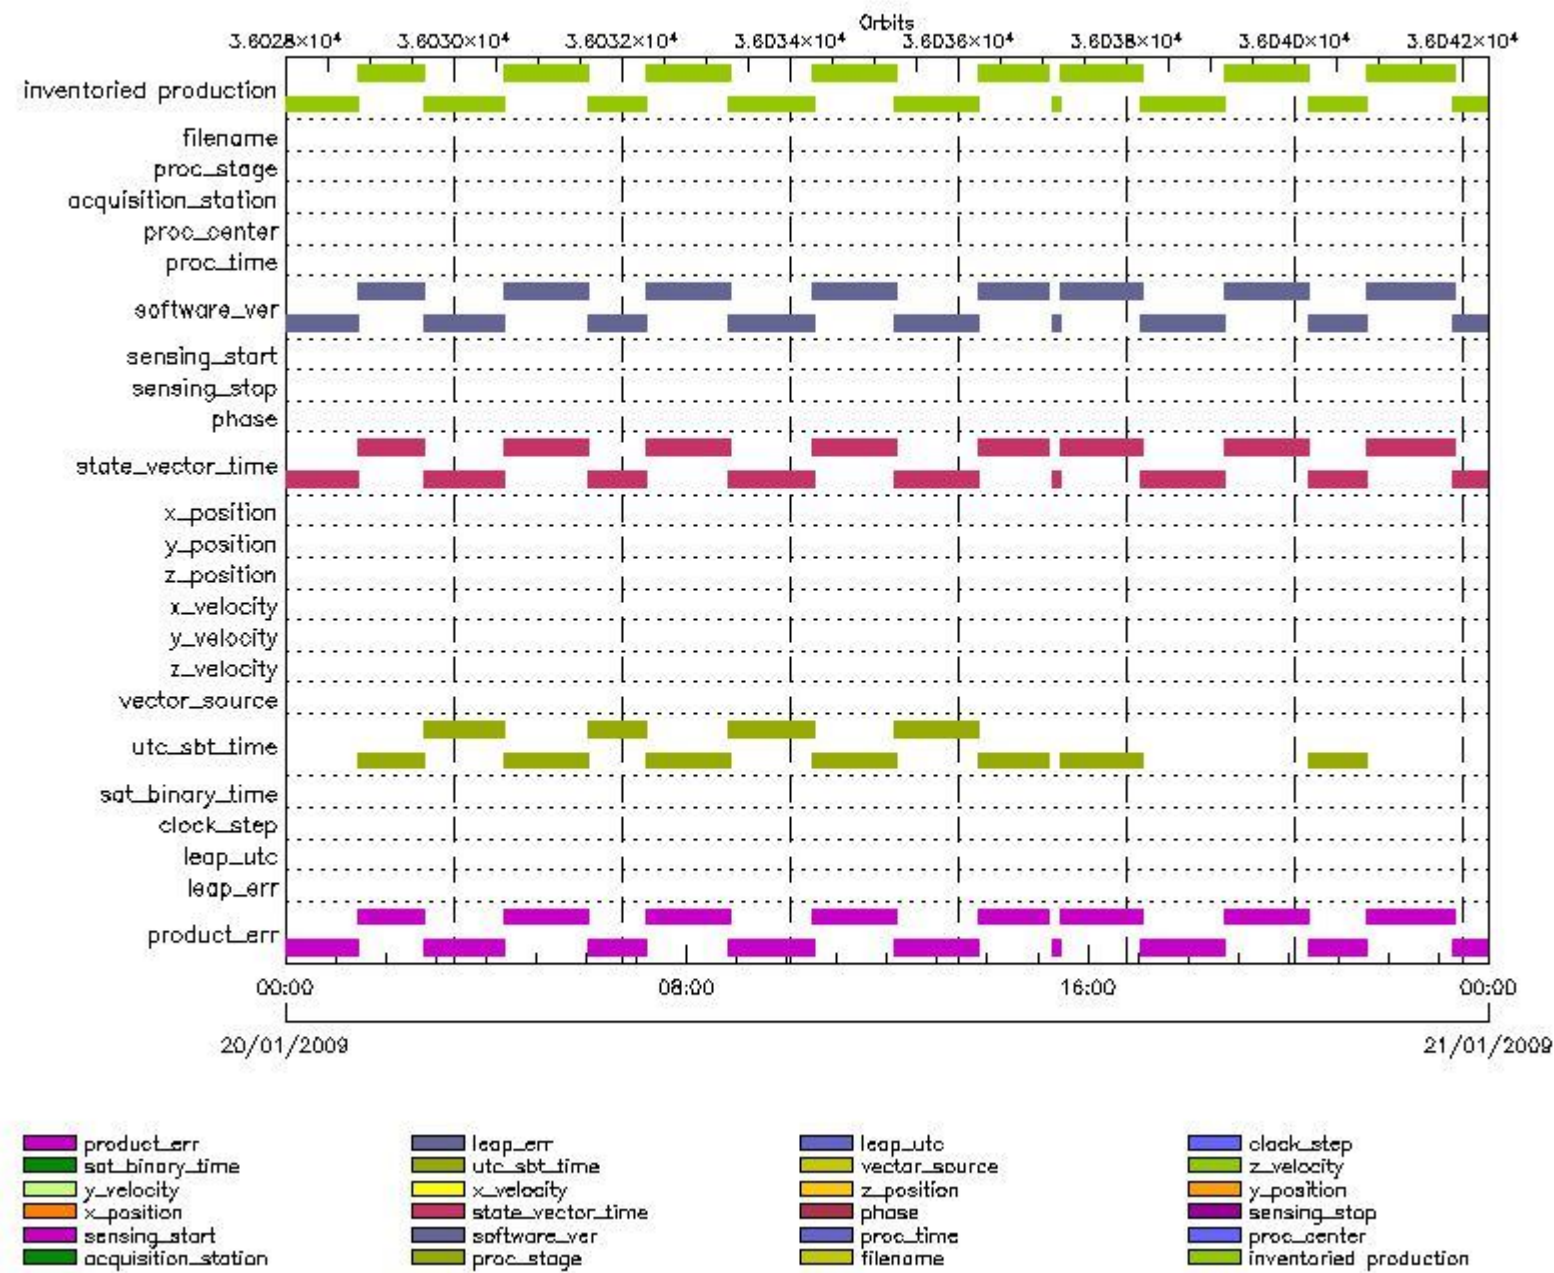 Orbits
3.6028×10⁴ 3.6030×10⁴ 3.6032×10⁴ 3.6034×10⁴ 3.6036×10⁴ 3.6038×10⁴ 3.6040×10⁴ 3.6042×10⁴
inventoried production
filename
proc_stage
acquisition_station
proc_center
proc_time
software_ver
sensing_start
sensing_stop
phase
state_vector_time
x_position
y_position
z_position
x_velocity
y_velocity
z_velocity
vector_source
utc_sbt_time
sat_binary_time
clock_step
leap_utc
leap_err
product_err
00:00 08:00 16:00 00:00
20/01/2009 21/01/2009
product_err leap_err leap_utc clock_step
sat_binary_time utc_sbt_time vector_source z_velocity
y_velocity x_velocity z_position y_position
x_position state_vector_time phase sensing_stop
sensing_start software_ver proc_time proc_center
acquisition_station proc_stage filename inventoried production